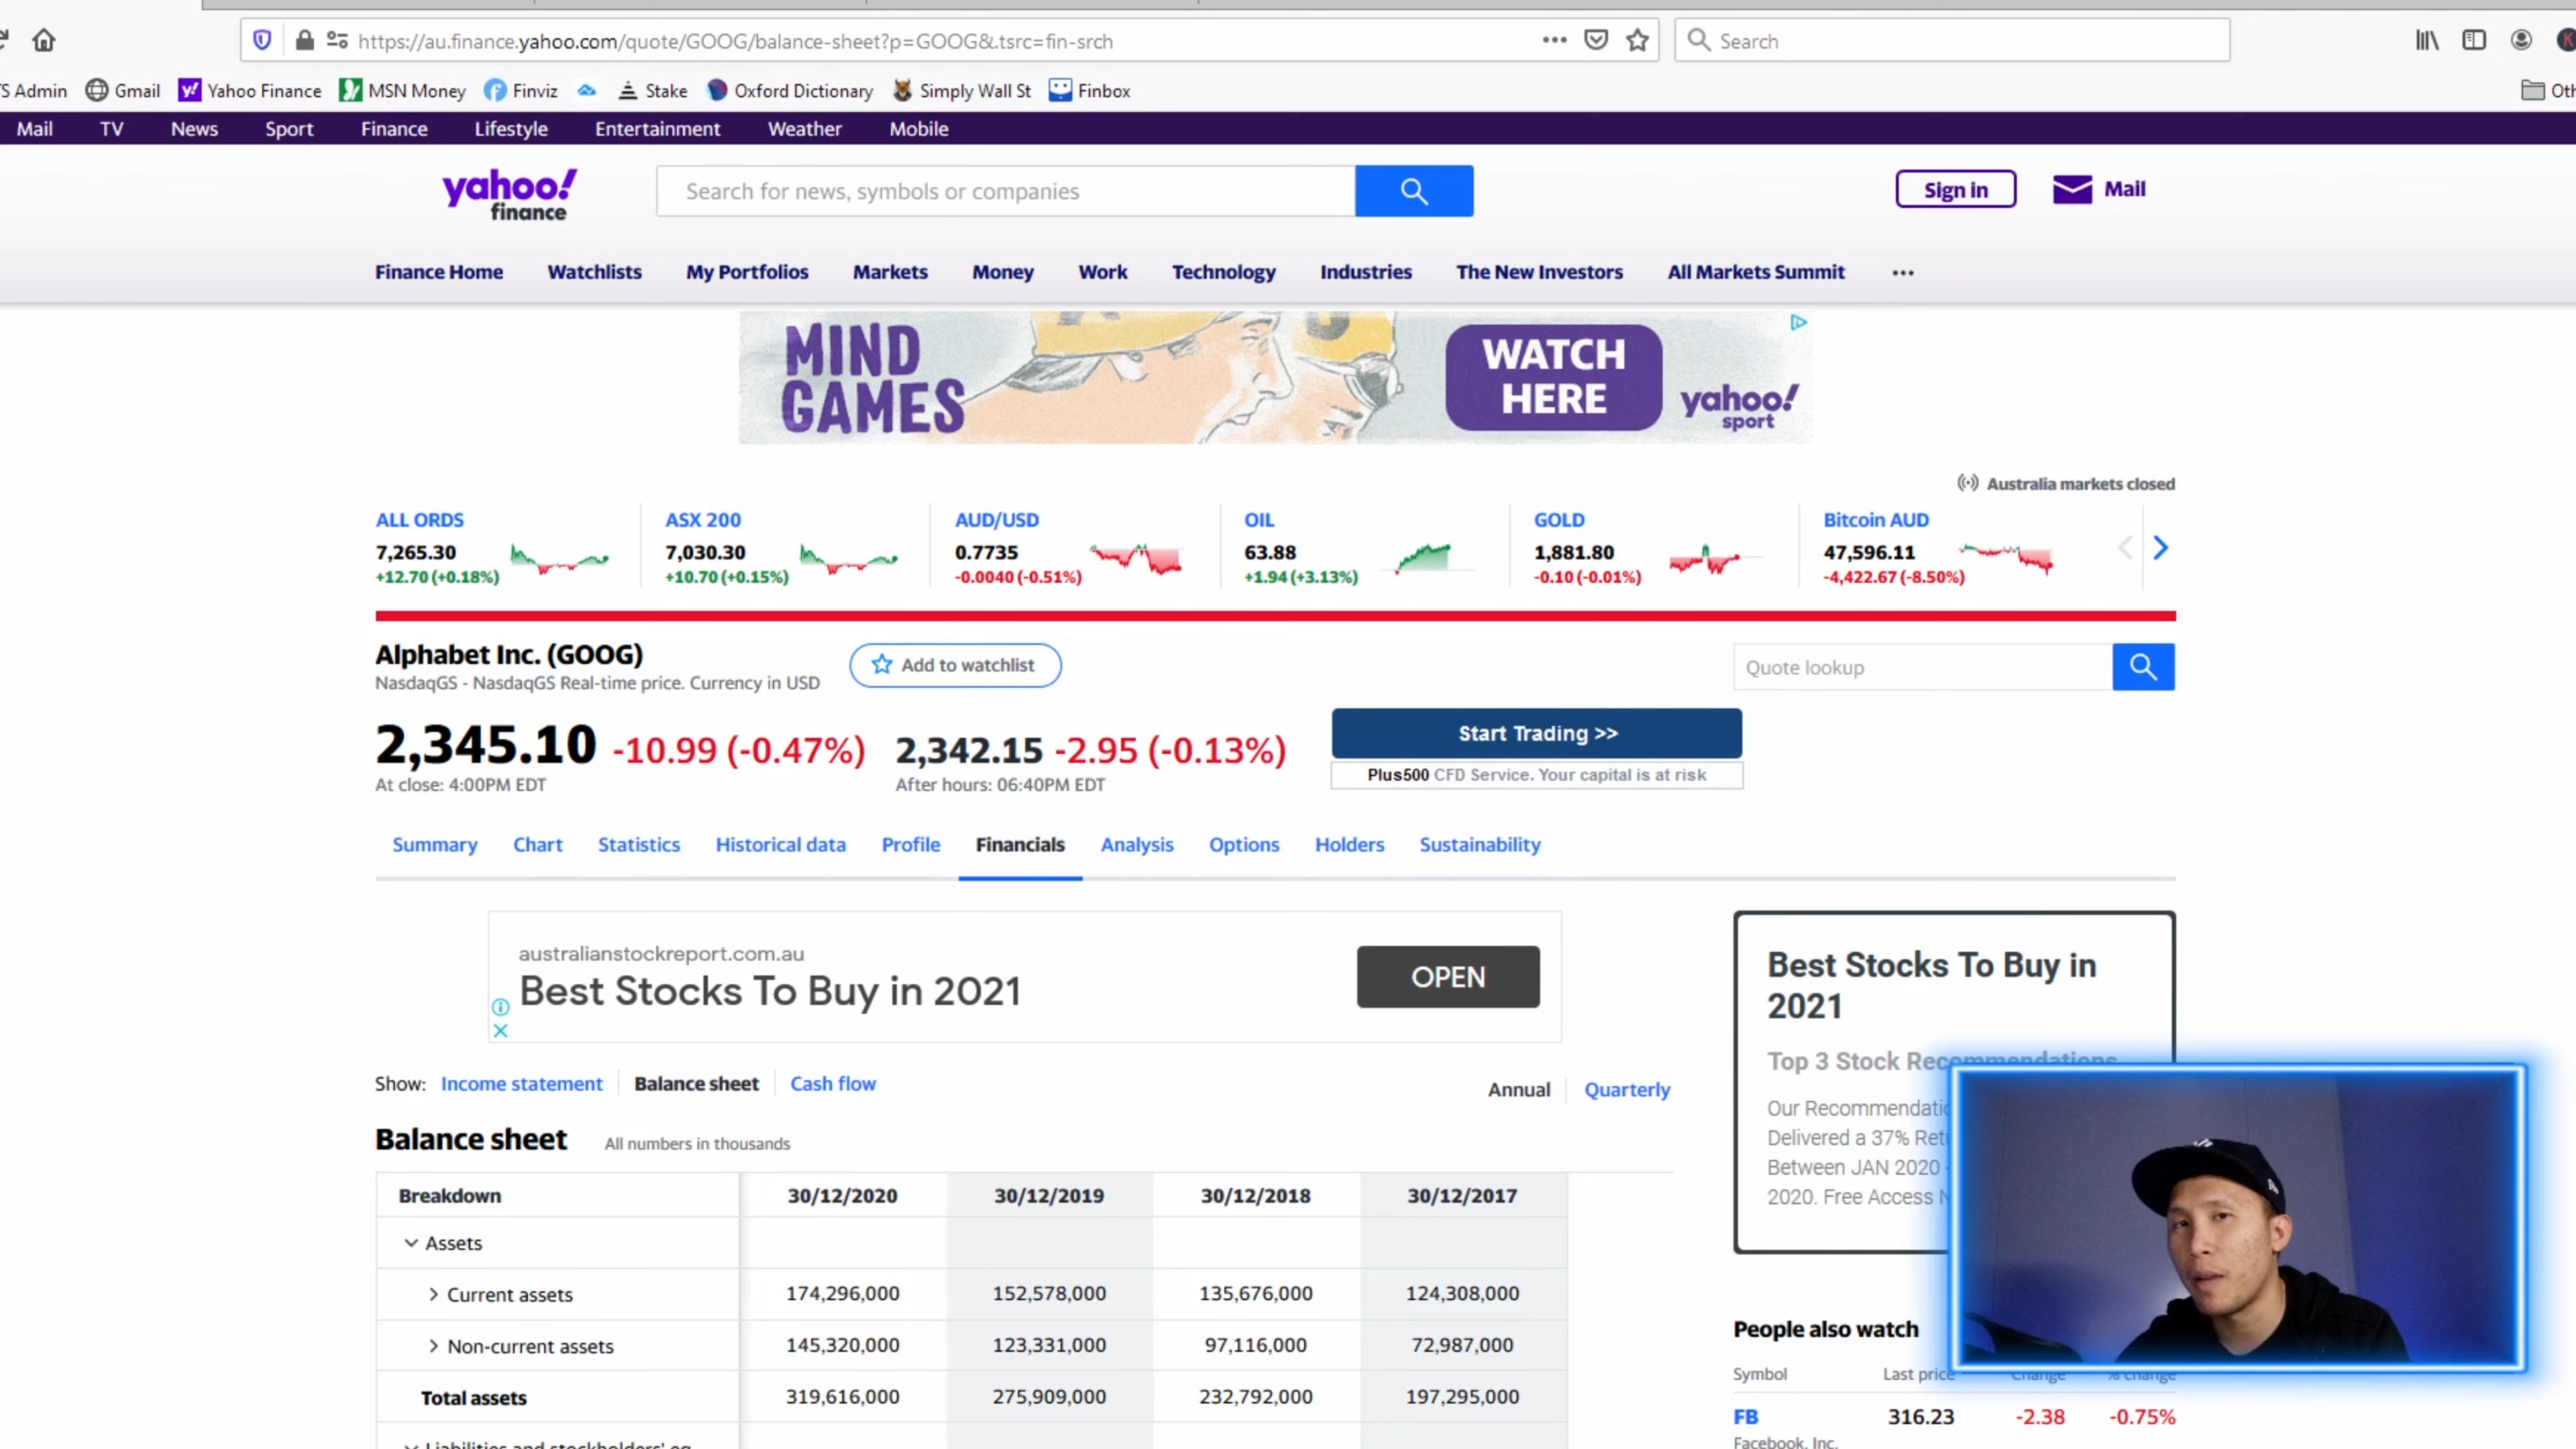 https://au.finance.yahoo.com/quote/GOOG/balance-sheet?p=GOOG&.tsrc=fin-srch
Search
S Admin Gmail Yahoo Finance MSN Money Finviz Stake Oxford Dictionary Simply Wall St Finbox
Mail TV News Sport Finance Lifestyle Entertainment Weather Mobile
yahoo! finance
Search for news, symbols or companies
Sign in Mail
Finance Home Watchlists My Portfolios Markets Money Work Technology Industries The New Investors All Markets Summit ...
MIND GAMES
WATCH HERE
yahoo! sport
Australia markets closed
ALL ORDS ASX 200 AUD/USD OIL GOLD Bitcoin AUD
7,265.30 7,030.30 0.7735 63.88 1,881.80 47,596.11
+12.70 (+0.18%) +10.70 (+0.15%) -0.0040 (-0.51%) +1.94 (+3.13%) -0.10 (-0.01%) -4,422.67 (-8.50%)
Alphabet Inc. (GOOG)
NasdaqGS - NasdaqGS Real-time price. Currency in USD
Add to watchlist
Quote lookup
2,345.10 -10.99 (-0.47%) 2,342.15 -2.95 (-0.13%)
At close: 4:00PM EDT After hours: 06:40PM EDT
Start Trading >>
Plus500 CFD Service. Your capital is at risk
Summary Chart Statistics Historical data Profile Financials Analysis Options Holders Sustainability
australianstockreport.com.au
Best Stocks To Buy in 2021
OPEN
Best Stocks To Buy in
2021
Top 3 Stock Recommendations
Our
Delivered a 37%
Between JAN 2020 -
2020. Free Access
Show: Income statement Balance sheet Cash flow
Annual Quarterly
Balance sheet All numbers in thousands
Breakdown 30/12/2020 30/12/2019 30/12/2018 30/12/2017
Assets
Current assets 174,296,000 152,578,000 135,676,000 124,308,000
Non-current assets 145,320,000 123,331,000 97,116,000 72,987,000
Total assets 319,616,000 275,909,000 232,792,000 197,295,000
Liabilities and stockholders' eq
People also watch
Symbol Last price Change % change
FB 316.23 -2.38 -0.75%
Facebook, Inc.